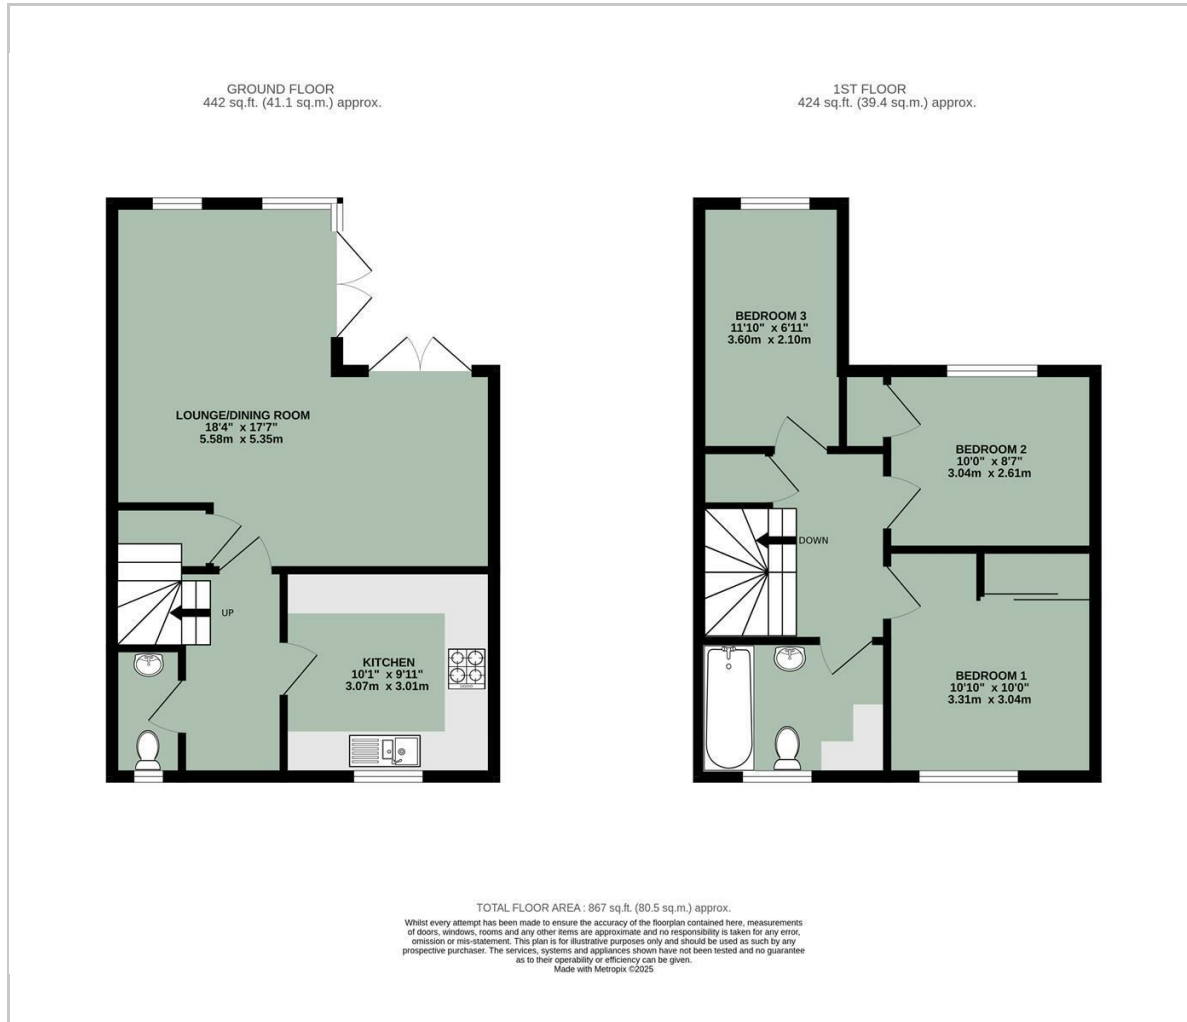 GROUND FLOOR
442 sq.ft. (41.1 sq.m.) approx.
1ST FLOOR
424 sq.ft. (39.4 sq.m.) approx.
LOUNGE/DINING ROOM
18'4" x 17'7"
5.58m x 5.35m
UP
KITCHEN
10'1" x 9'11"
3.07m x 3.01m
BEDROOM 3
11'10" x 6'11"
3.60m x 2.10m
BEDROOM 2
10'0" x 8'7"
3.04m x 2.61m
DOWN
BEDROOM 1
10'10" x 10'0"
3.31m x 3.04m
TOTAL FLOOR AREA : 867 sq.ft. (80.5 sq.m.) approx.
Whilst every attempt has been made to ensure the accuracy of the floorplan contained here, measurements
of doors, windows, rooms and any other items are approximate and no responsibility is taken for any error,
omission or mis-statement. This plan is for illustrative purposes only and should be used as such by any
prospective purchaser. The services, systems and appliances shown have not been tested and no guarantee
as to their operability or efficiency can be given.
Made with Metropix ©2025